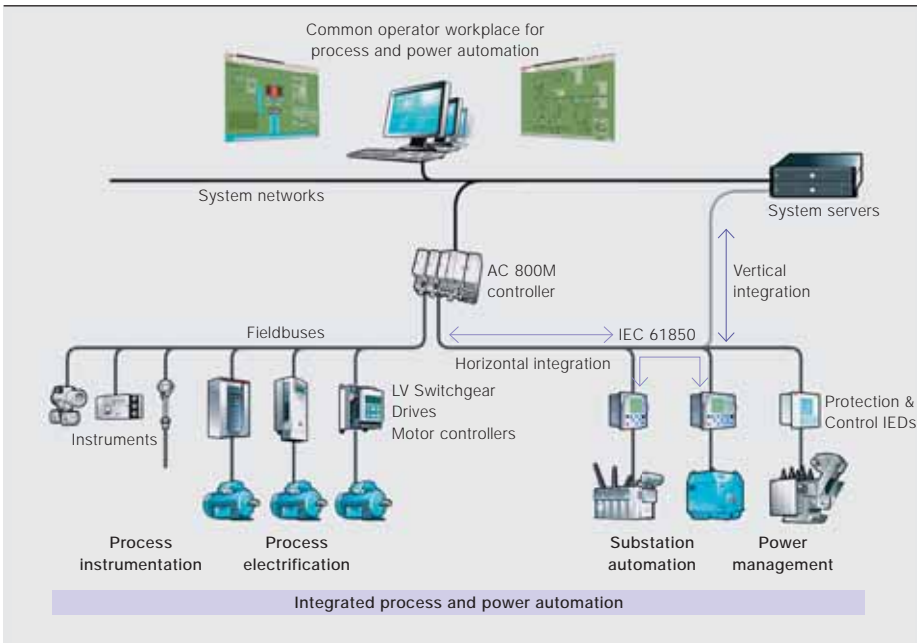 Common operator workplace for
process and power automation
System networks
System servers
AC 800M
controller
Vertical
integration
Fieldbuses
IEC 61850
Horizontal integration
Instruments
LV Switchgear
Drives
Motor controllers
Protection &
Control IEDs
Process
instrumentation
Process
electrification
Substation
automation
Power
management
Integrated process and power automation